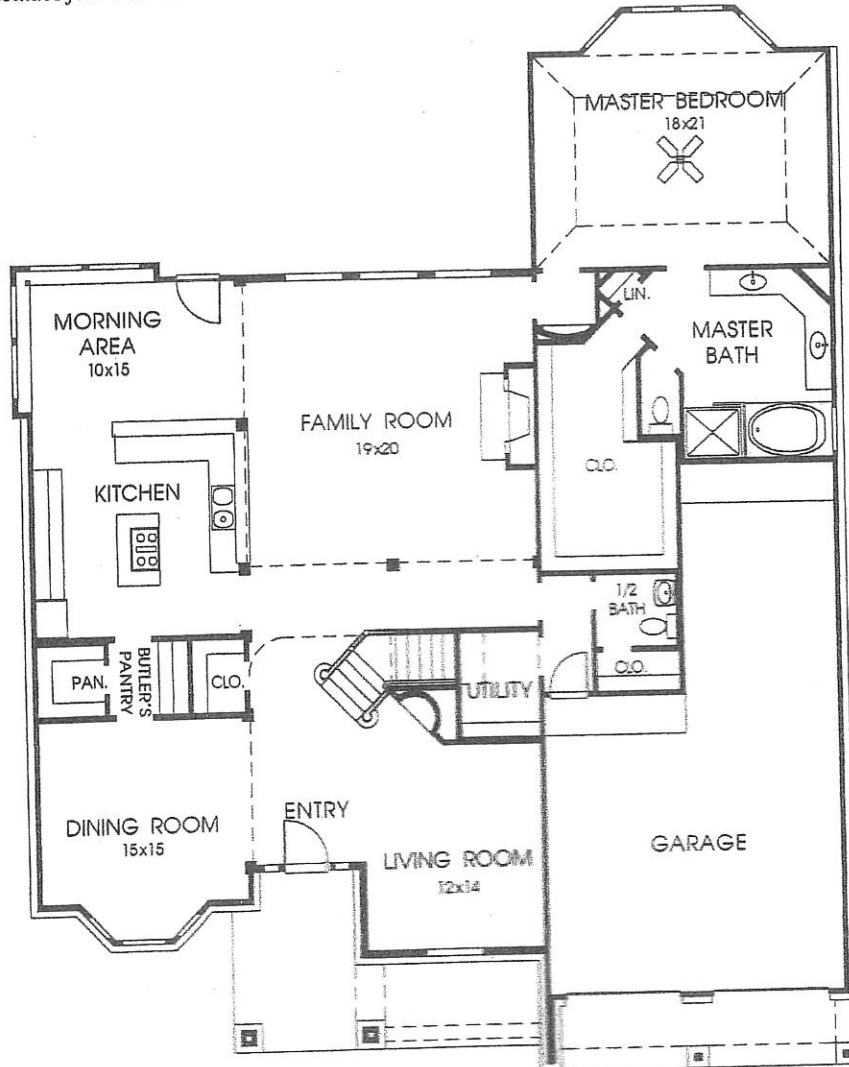 MASTER BEDROOM
18x21
LIN.
MASTER
BATH
MORNING
AREA
10x15
FAMILY ROOM
19x20
KITCHEN
CLO.
1/2
BATH
CLO.
PAN.
BUTLER'S
PANTRY
CLO.
UTILITY
DINING ROOM
15x15
ENTRY
LIVING ROOM
12x14
GARAGE